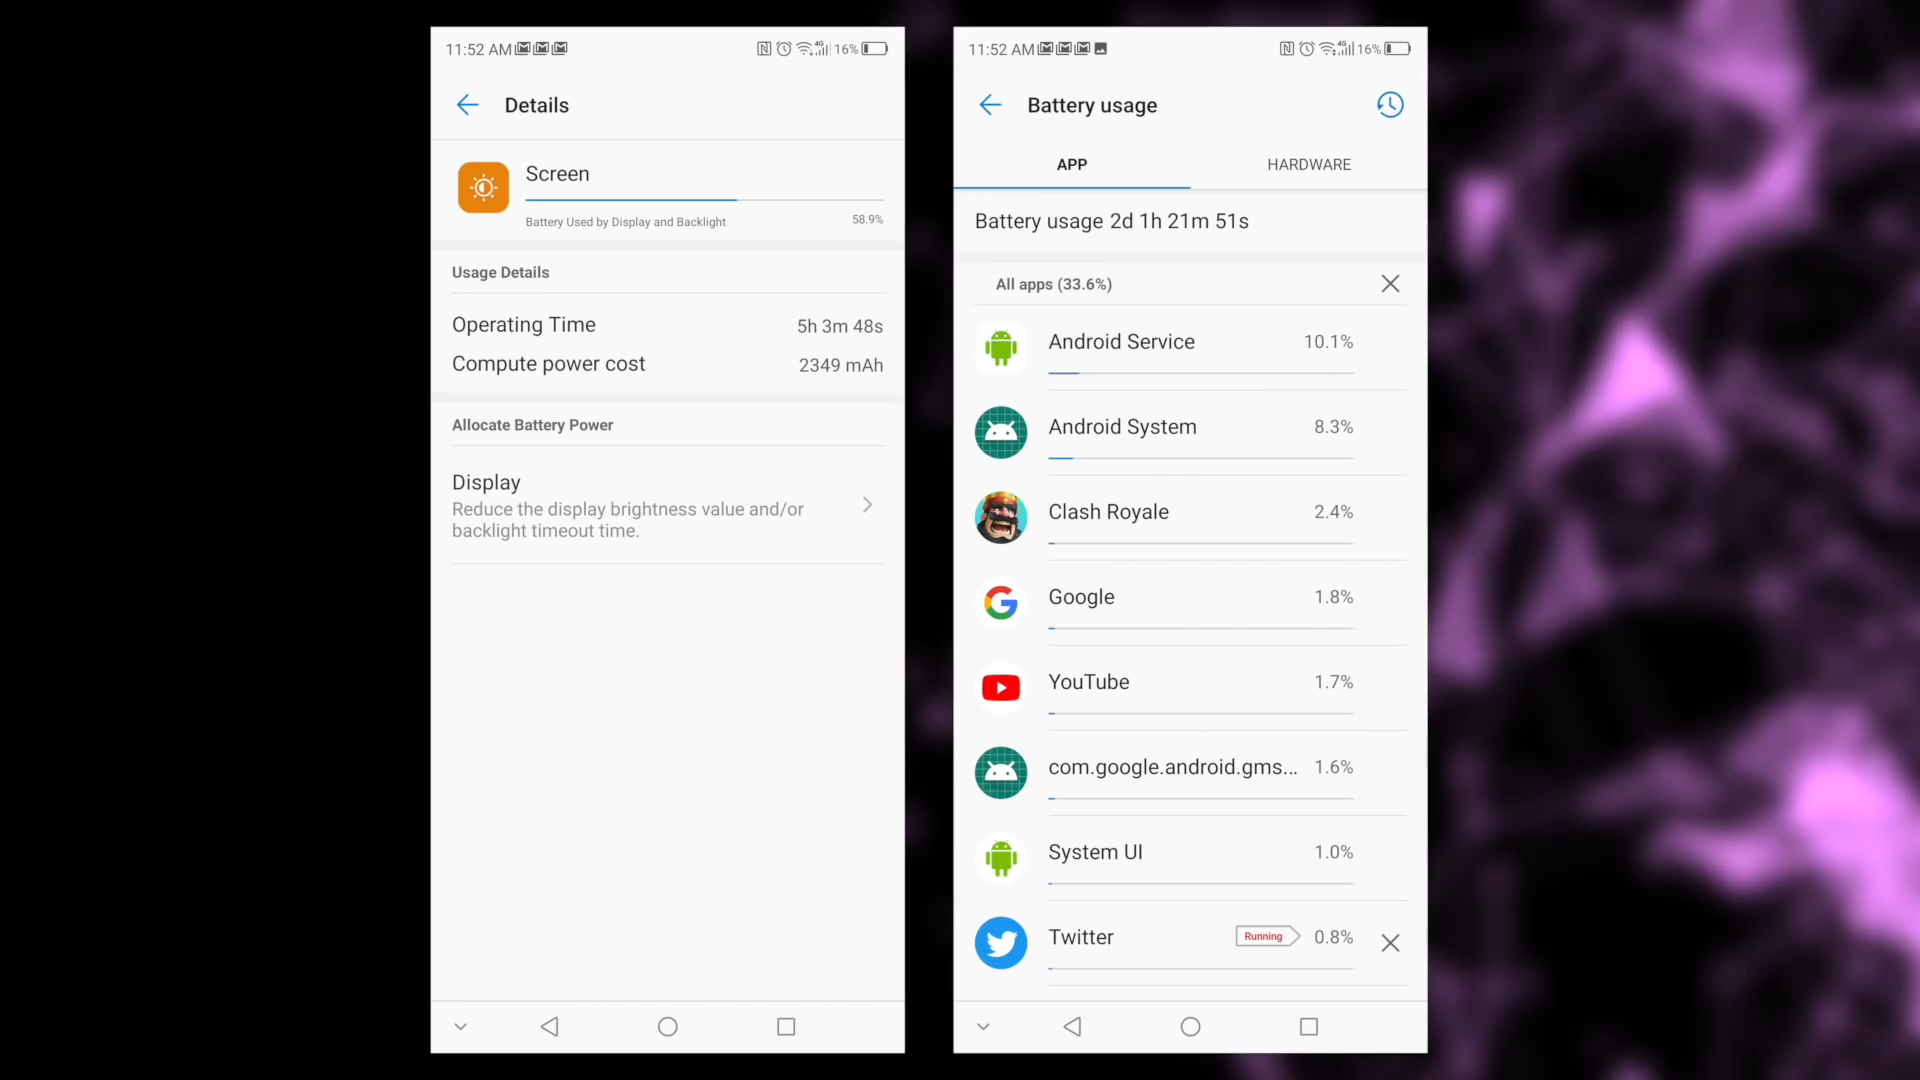 11:52 AM
4G
16%
Details
Screen
Battery Used by Display and Backlight
58.9%
Usage Details
Operating Time
5h 3m 48s
Compute power cost
2349 mAh
Allocate Battery Power
Display
Reduce the display brightness value and/or
backlight timeout time.
11:52 AM
4G
16%
Battery usage
APP
HARDWARE
Battery usage 2d 1h 21m 51s
All apps (33.6%)
Android Service
10.1%
Android System
8.3%
Clash Royale
2.4%
Google
1.8%
YouTube
1.7%
com.google.android.gms...
1.6%
System UI
1.0%
Twitter
Running
0.8%